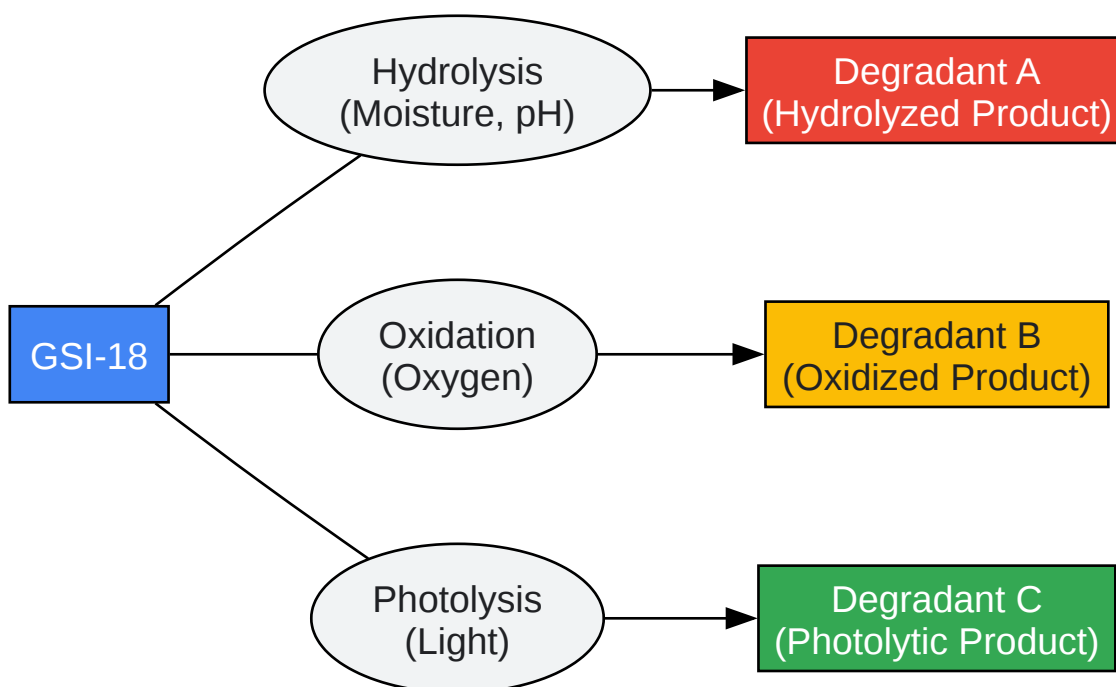 Hydrolysis
(Moisture, pH)
Degradant A
(Hydrolyzed Product)
GSI-18
Oxidation
(Oxygen)
Degradant B
(Oxidized Product)
Photolysis
(Light)
Degradant C
(Photolytic Product)